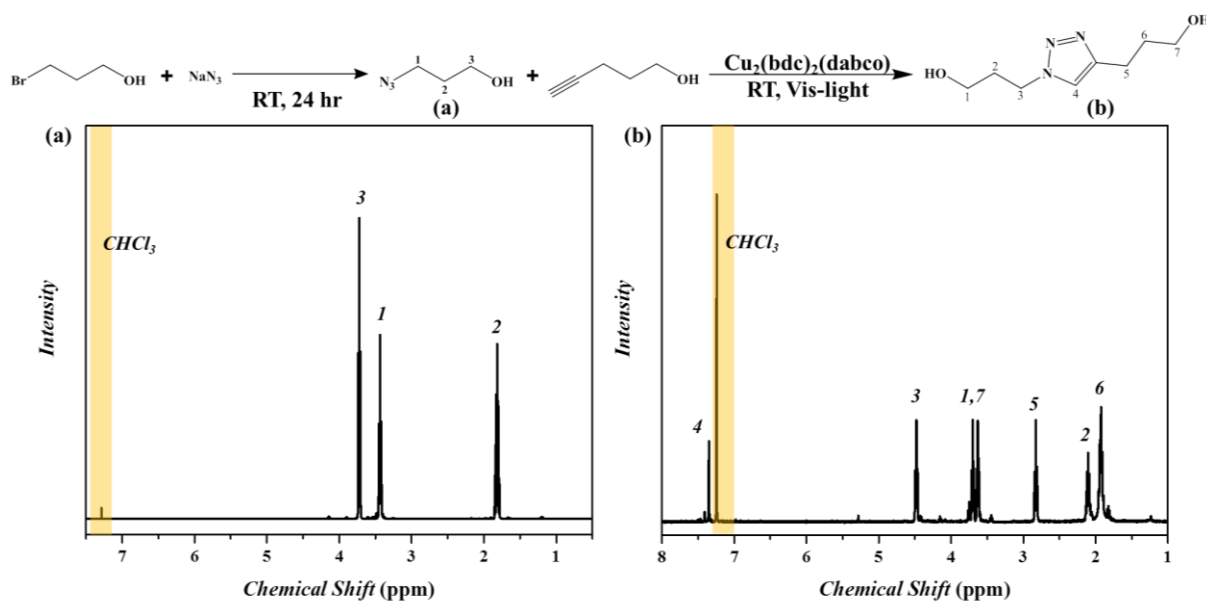 Br OH + NaN3 RT, 24 hr N3 1 2 3 OH (a) + OH Cu2(bdc)2(dabco) RT, Vis-light HO 1 2 3 N N N 4 5 6 7 OH (b)
(a)
3
CHCl3
1
2
Intensity
7 6 5 4 3 2 1
Chemical Shift (ppm)
(b)
CHCl3
4
3
1,7
5
2
6
Intensity
8 7 6 5 4 3 2 1
Chemical Shift (ppm)